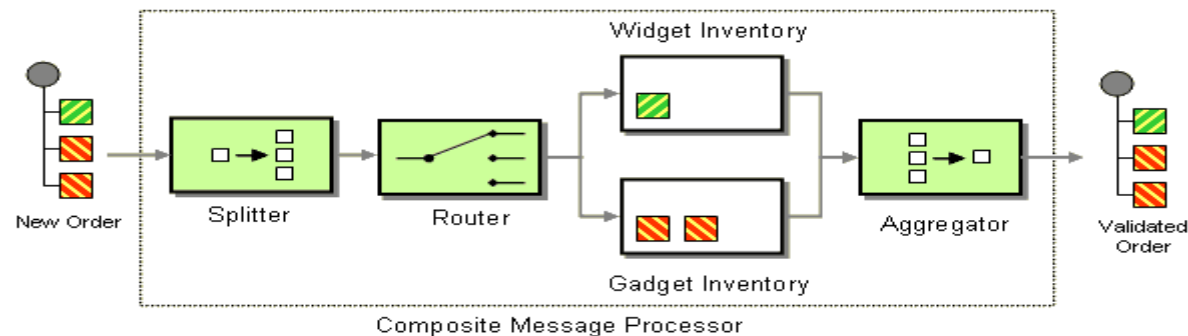 Widget Inventory
New Order
Splitter
Router
Aggregator
Validated
Order
Gadget Inventory
Composite Message Processor